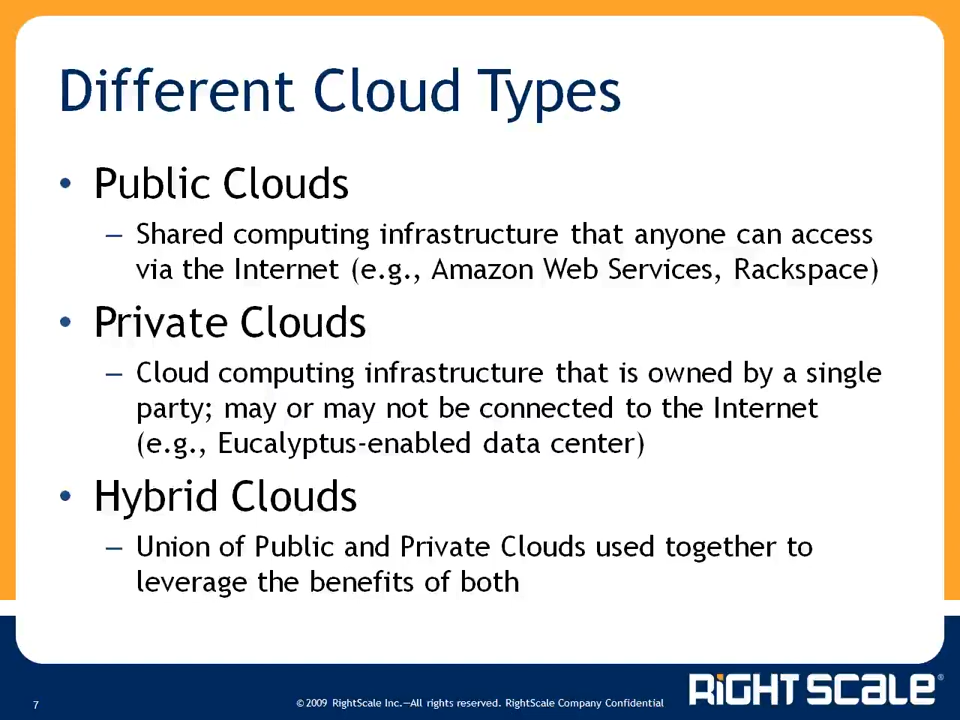 Different Cloud Types
• Public Clouds
– Shared computing infrastructure that anyone can access
via the Internet (e.g., Amazon Web Services, Rackspace)
• Private Clouds
– Cloud computing infrastructure that is owned by a single
party; may or may not be connected to the Internet
(e.g., Eucalyptus-enabled data center)
• Hybrid Clouds
– Union of Public and Private Clouds used together to
leverage the benefits of both
7
©2009 RightScale Inc.—All rights reserved. RightScale Company Confidential
RiGHT SCALE®